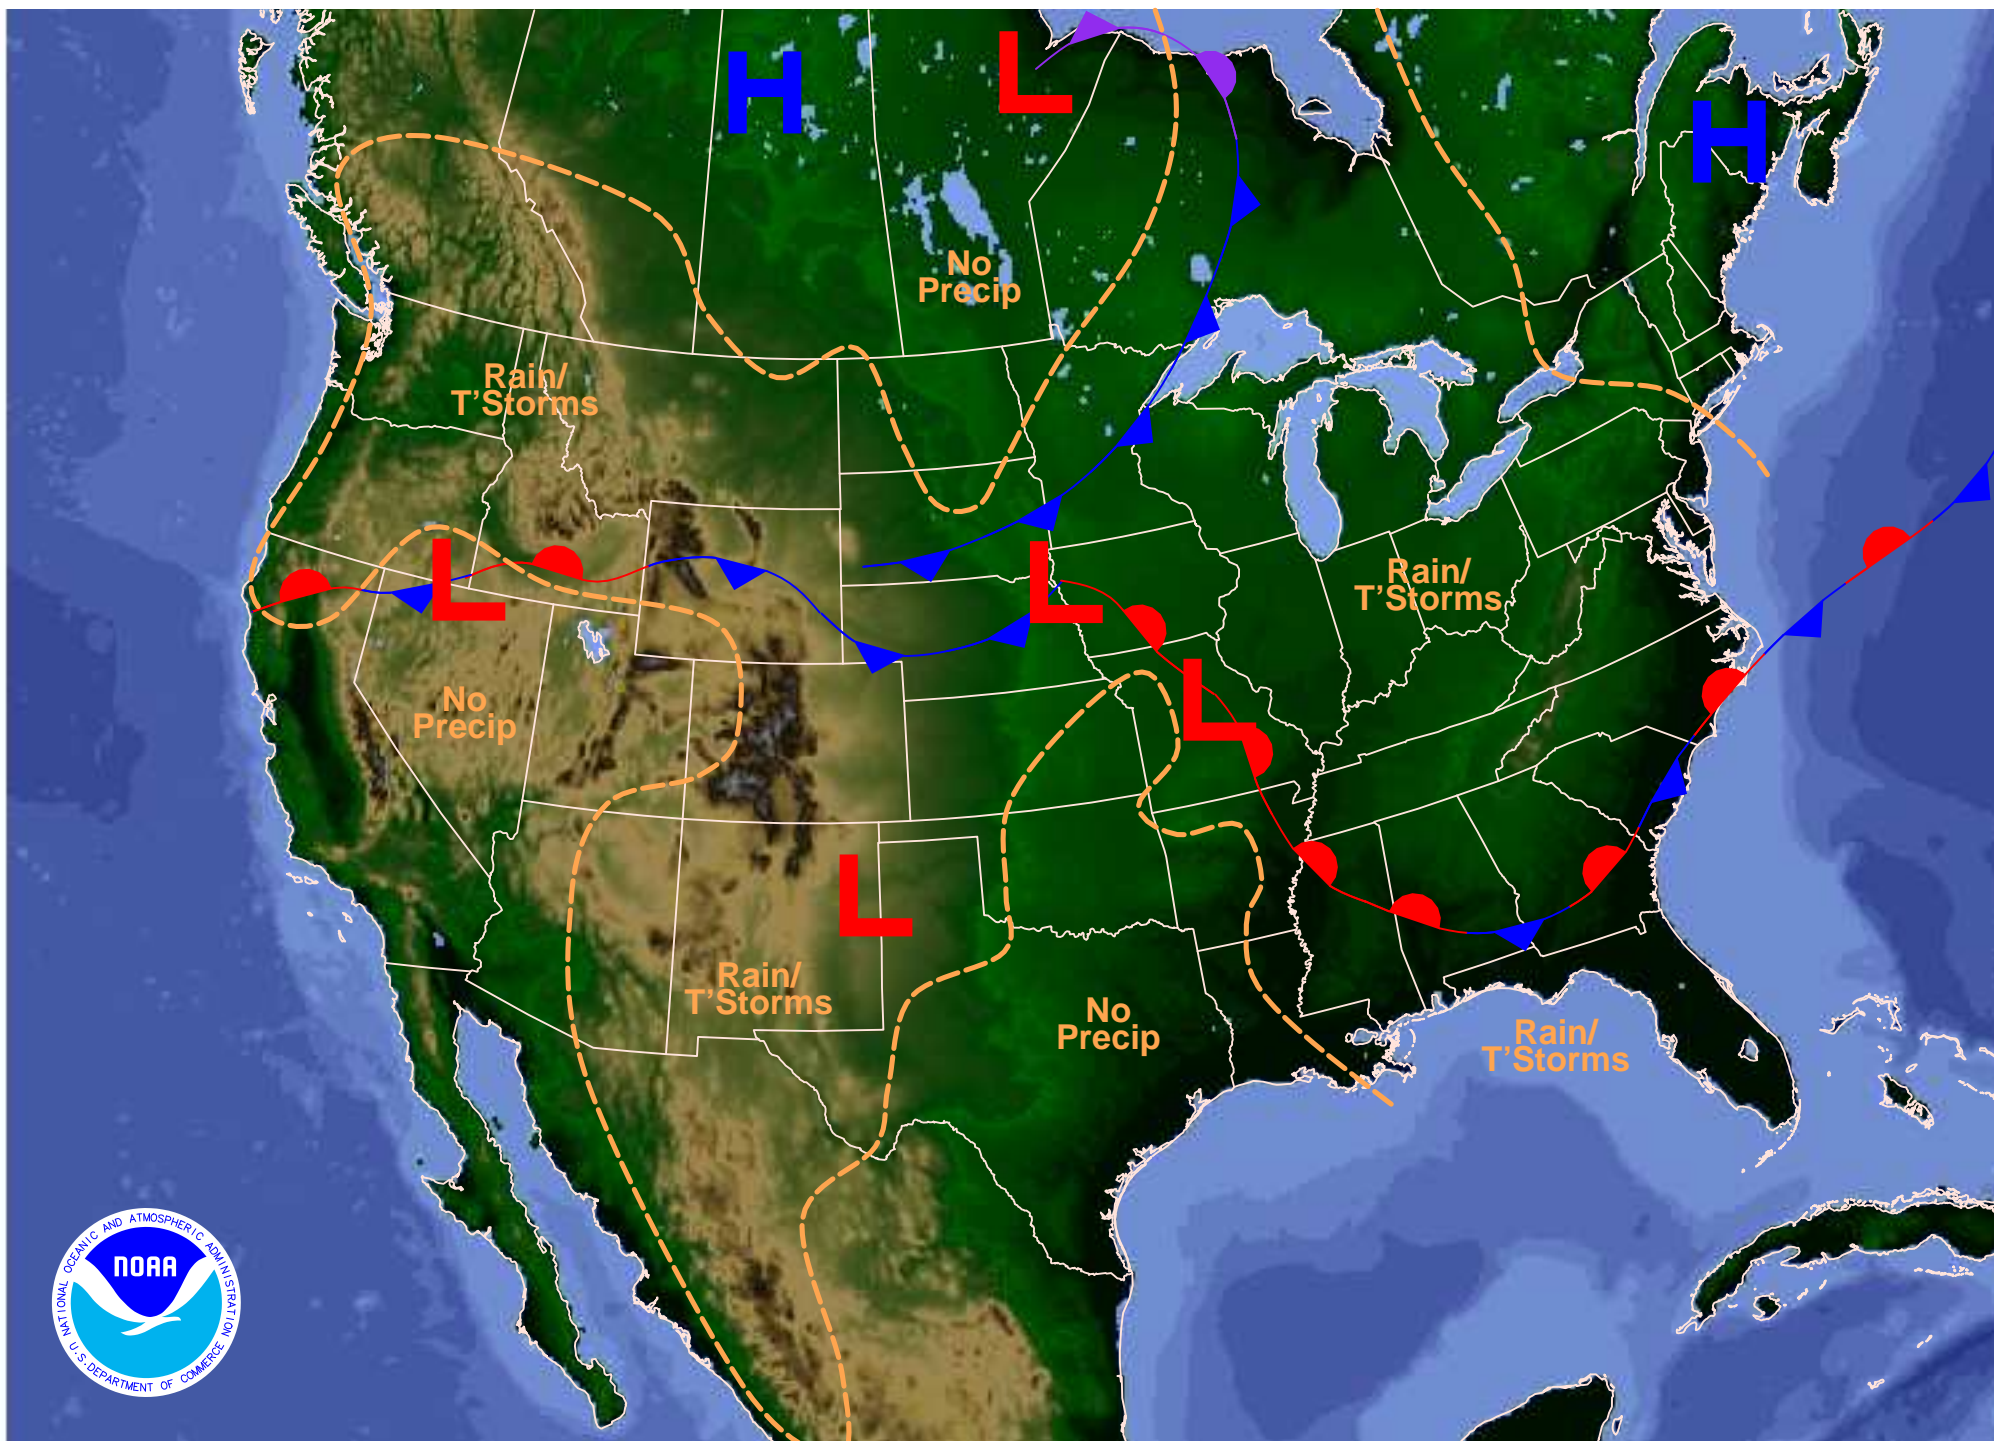 H
L
H
No
Precip
Rain/
T'Storms
L
L
Rain/
T'Storms
No
Precip
L
L
Rain/
T'Storms
No
Precip
Rain/
T'Storms
NATIONAL OCEANIC AND ATMOSPHERIC ADMINISTRATION
NOAA
U.S. DEPARTMENT OF COMMERCE